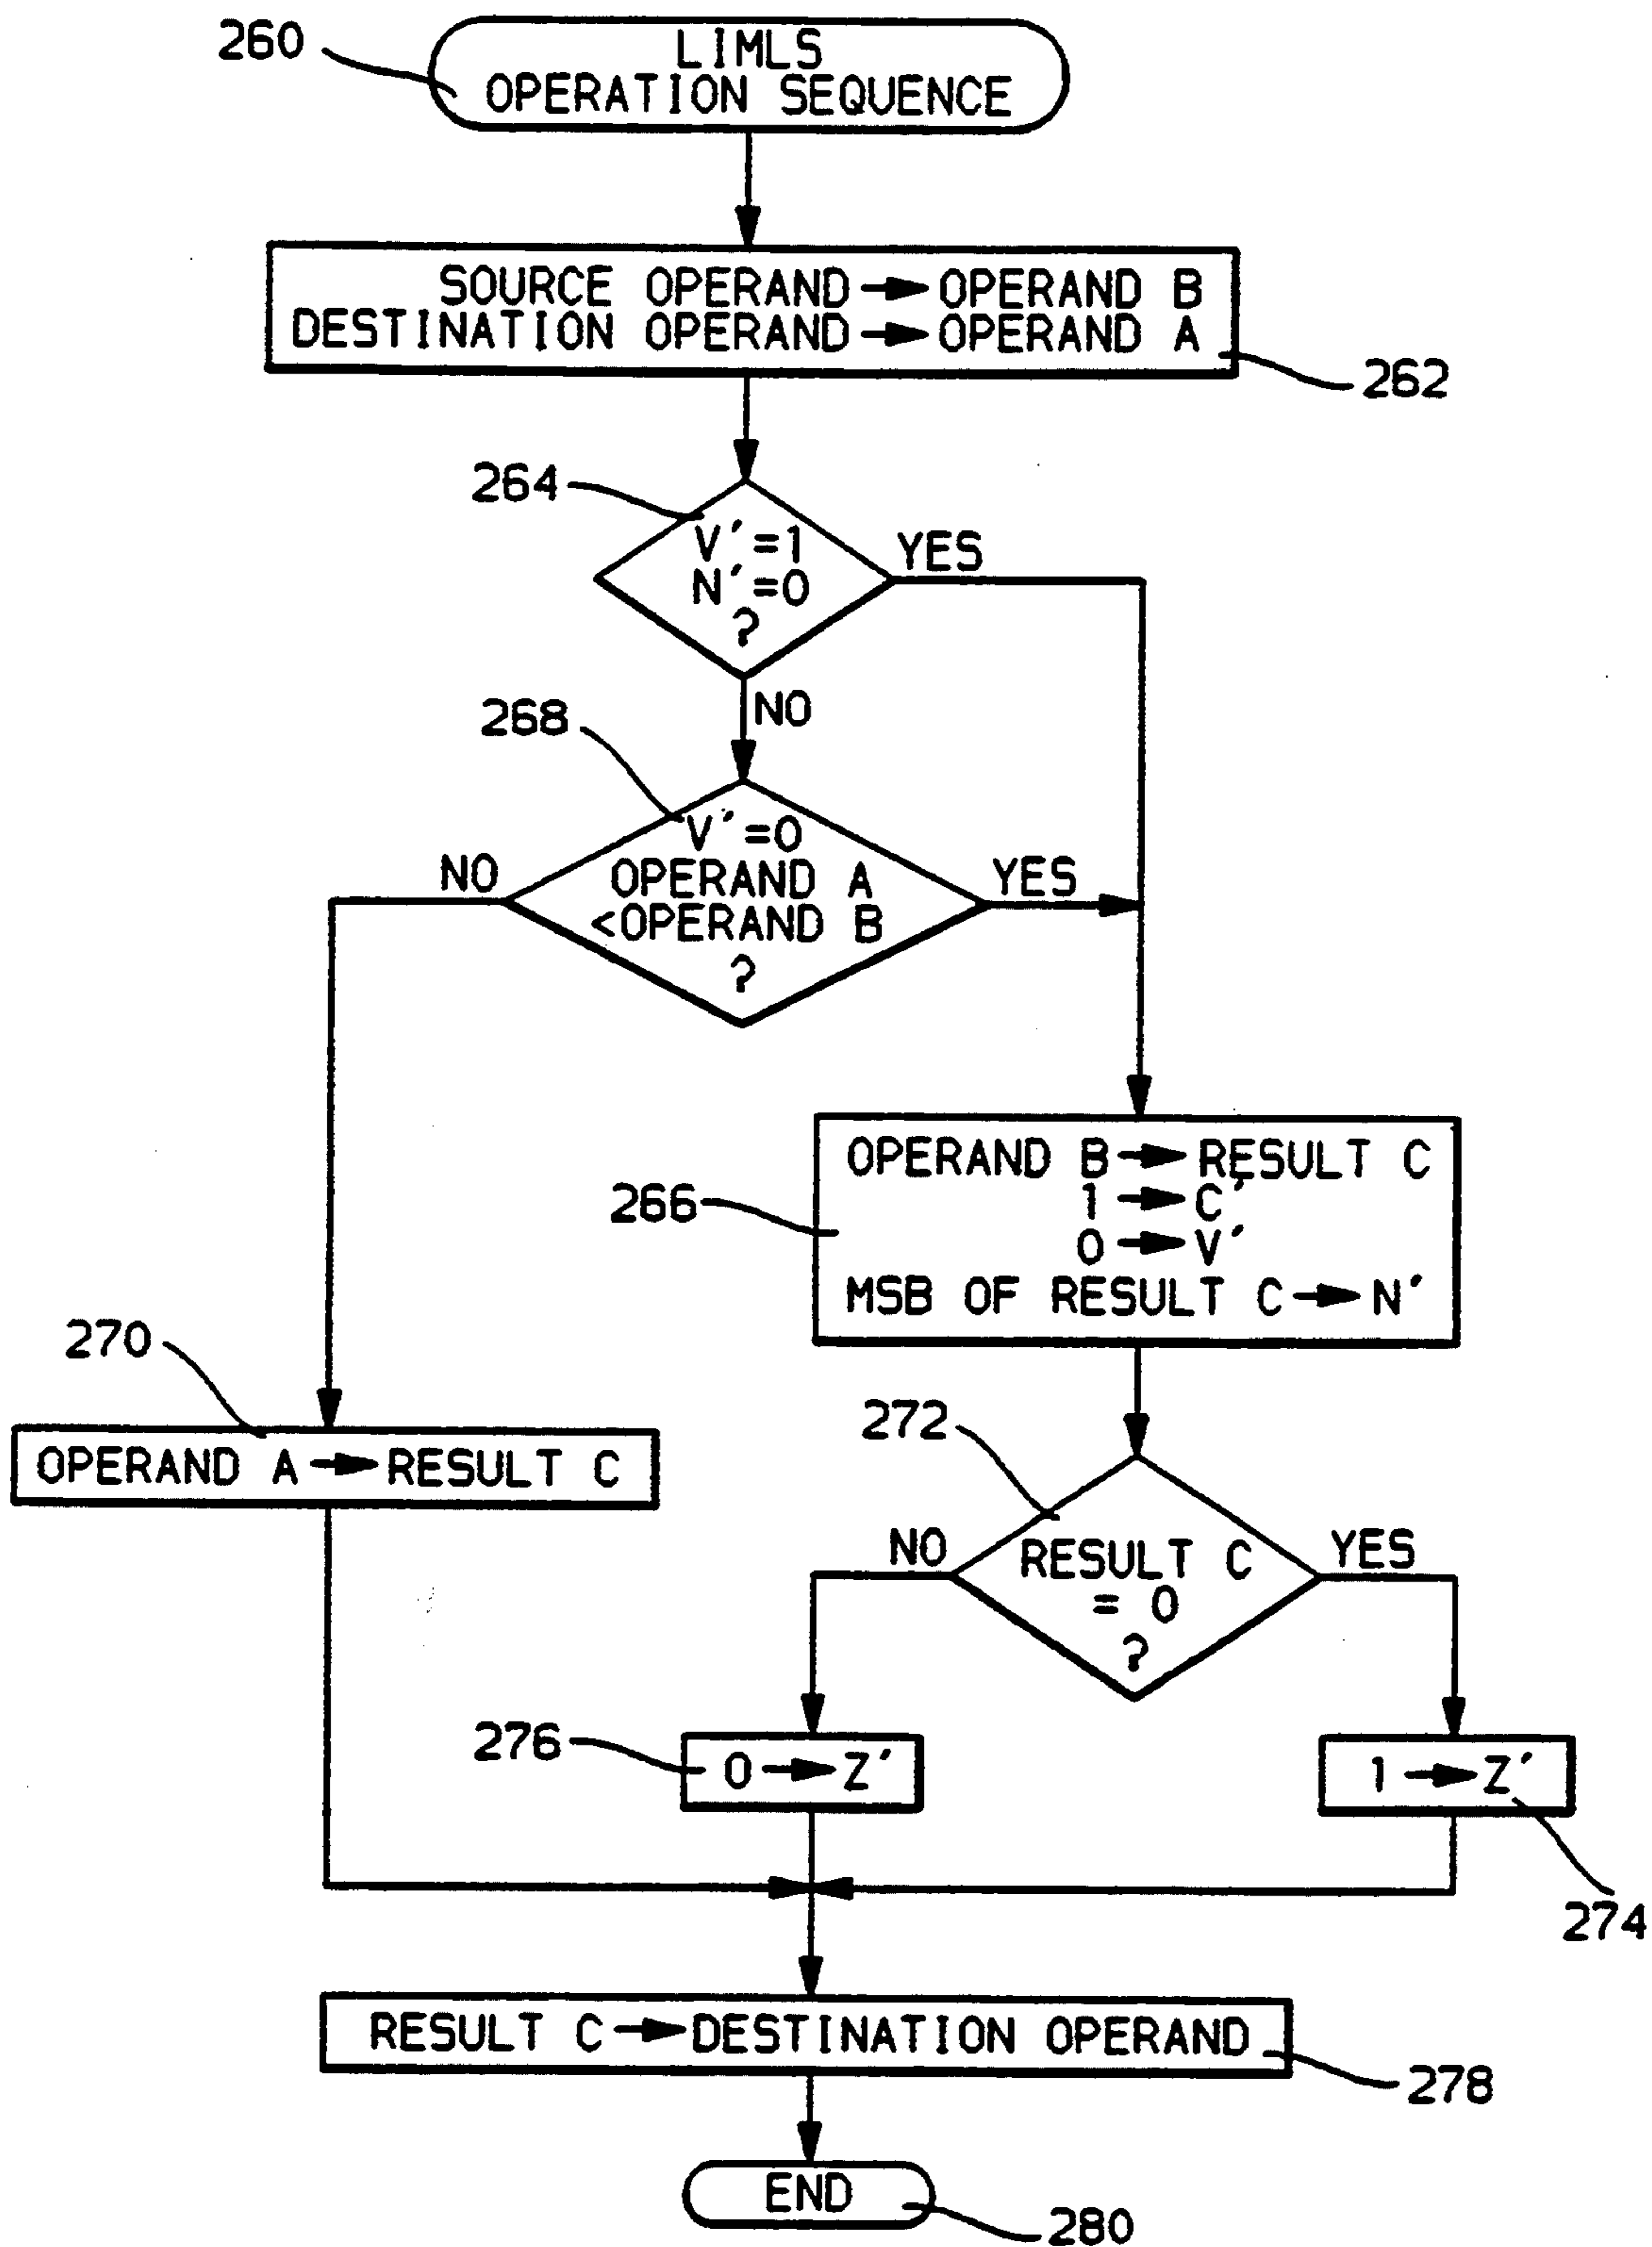 260
LIMLS
OPERATION SEQUENCE
SOURCE OPERAND → OPERAND B
DESTINATION OPERAND → OPERAND A
262
264
V'=1
N'=0
?
YES
NO
268
V'=0
OPERAND A
<OPERAND B
?
NO
YES
OPERAND B → RESULT C
1 → C'
0 → V'
MSB OF RESULT C → N'
266
270
OPERAND A → RESULT C
272
RESULT C
= 0
?
NO
YES
276
0 → Z'
1 → Z'
274
RESULT C → DESTINATION OPERAND
278
END
280